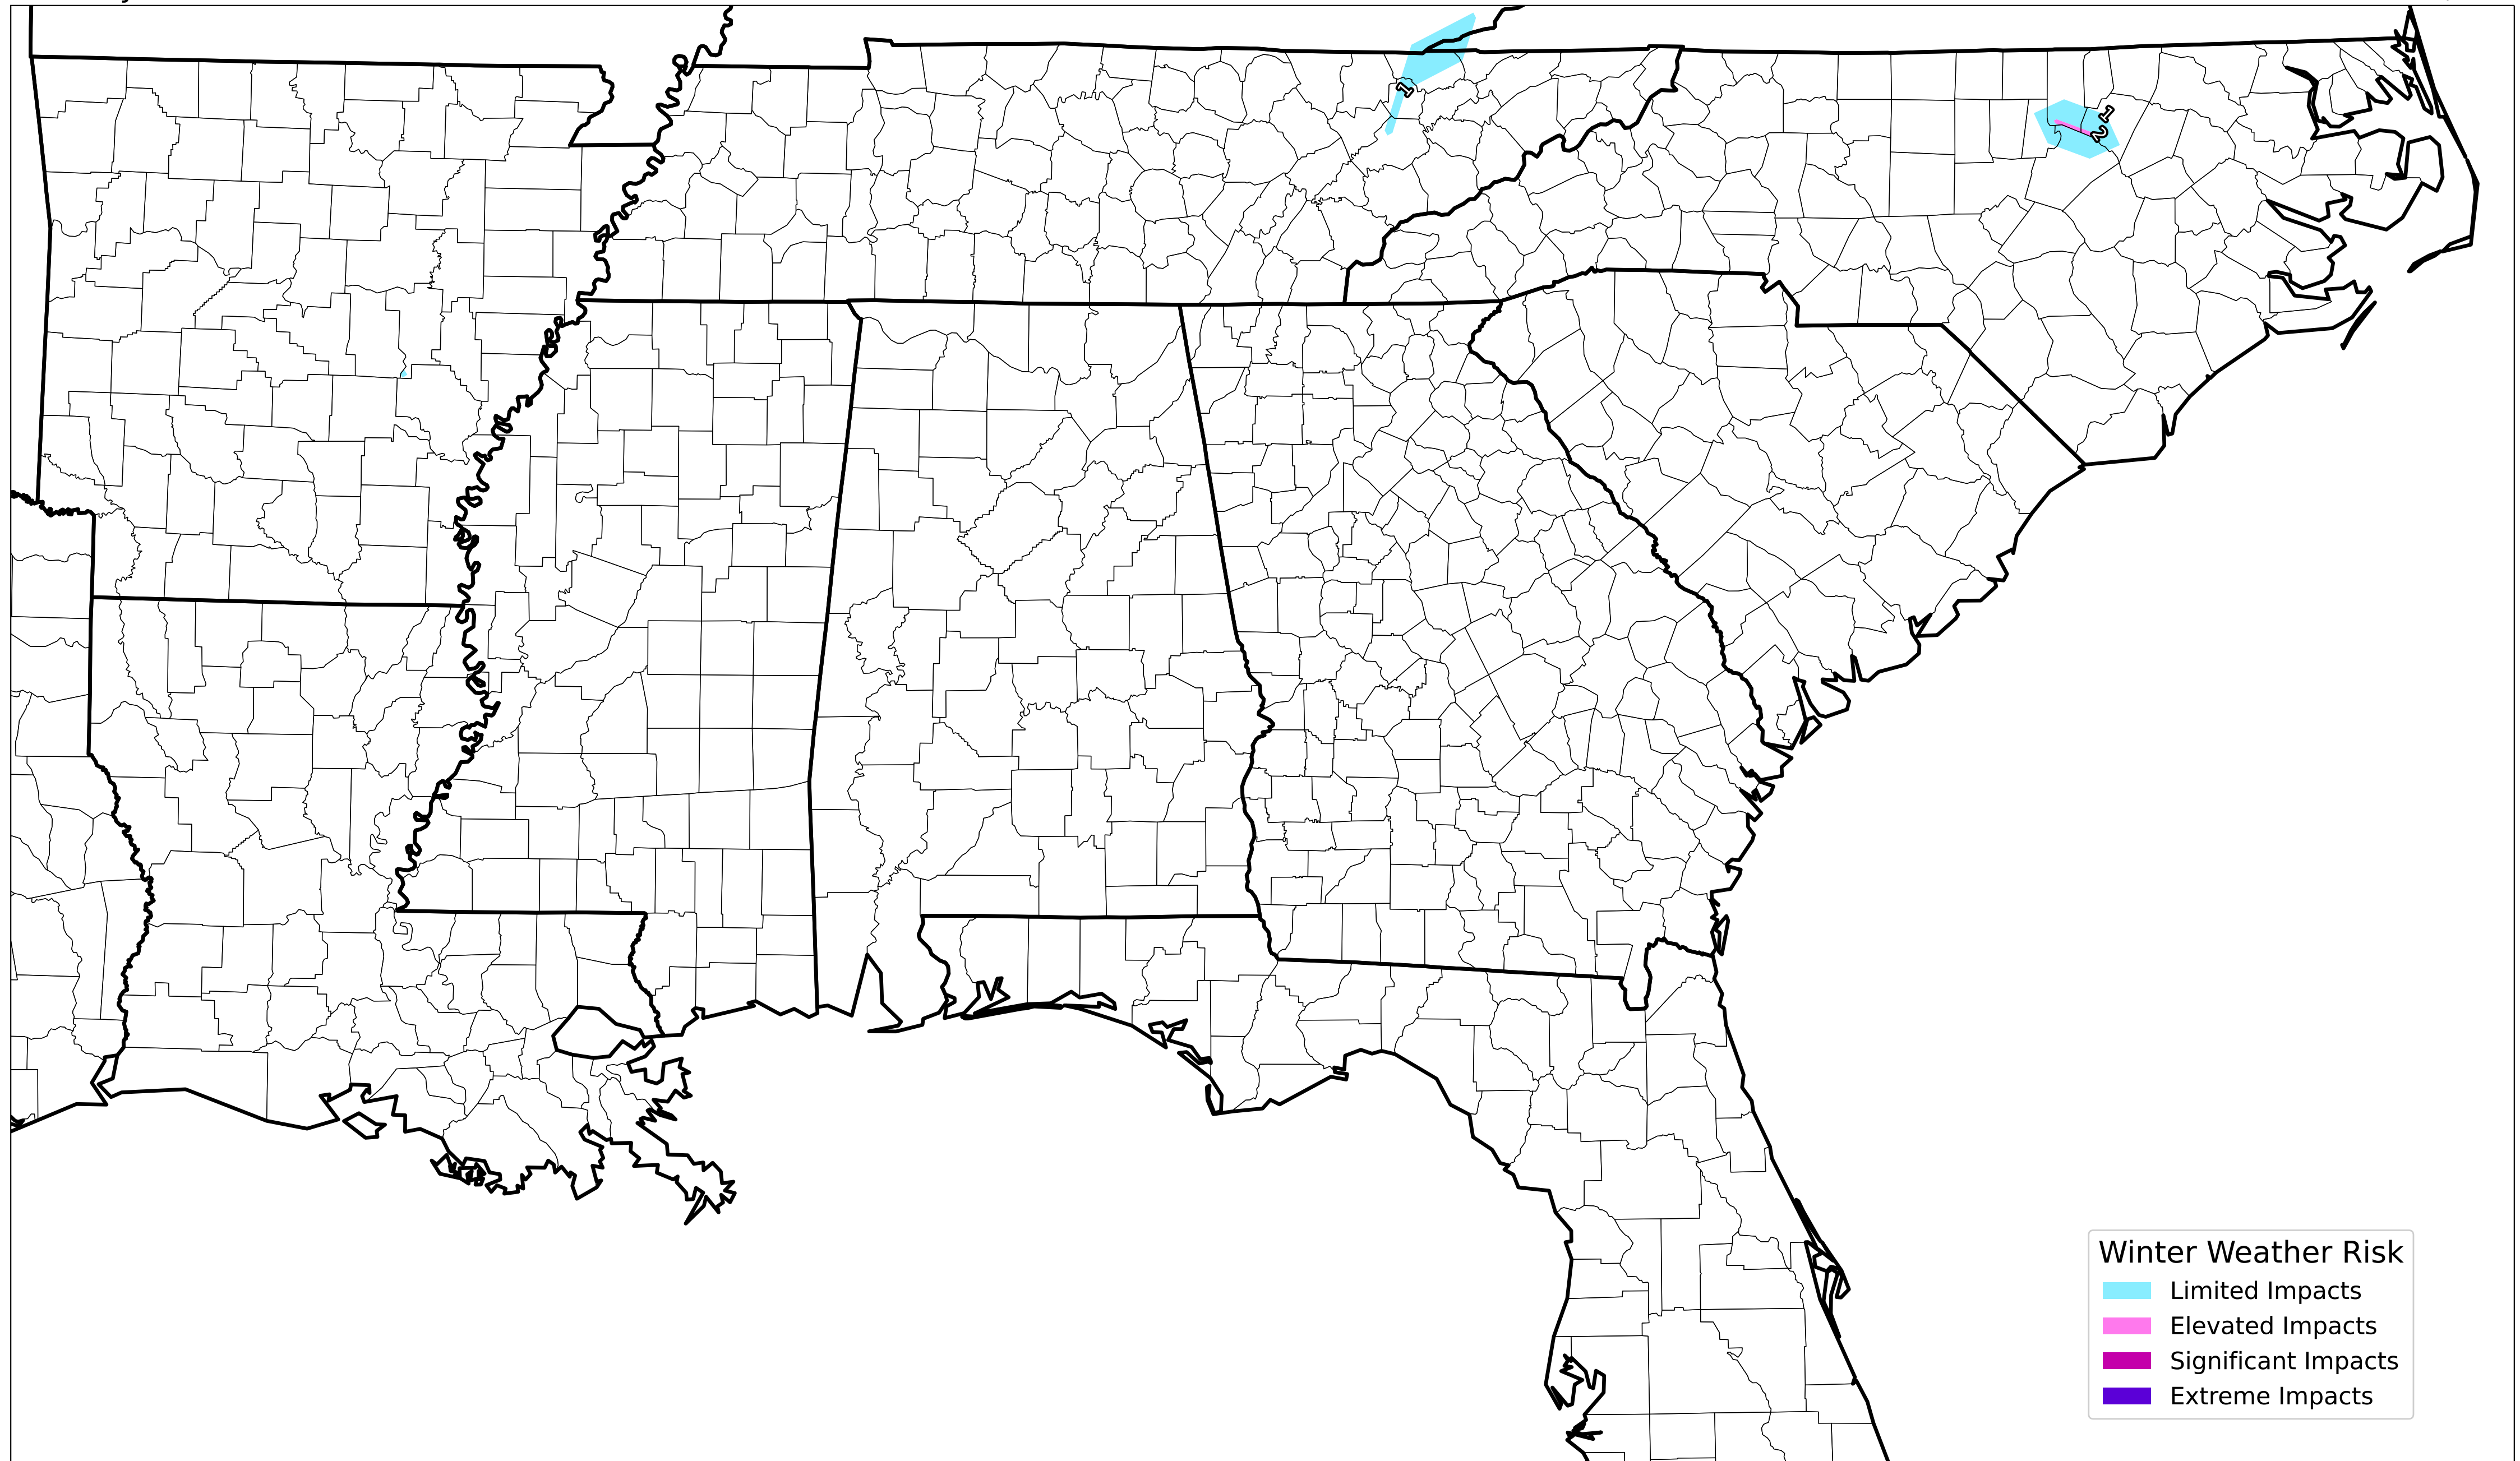 1
1
2
Winter Weather Risk
Limited Impacts
Elevated Impacts
Significant Impacts
Extreme Impacts